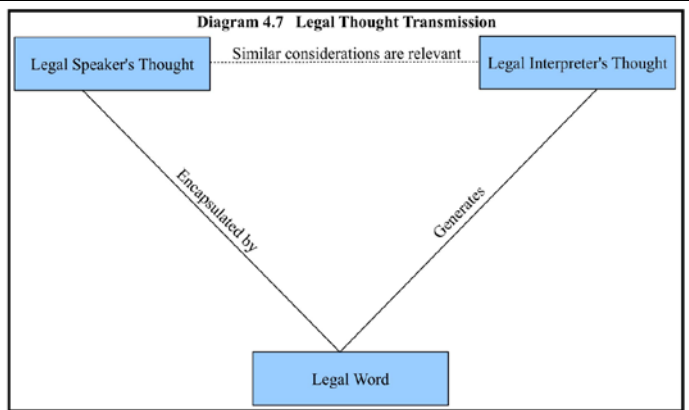 Diagram 4.7 Legal Thought Transmission
Legal Speaker's Thought
Similar considerations are relevant
Legal Interpreter's Thought
Encapsulated by
Generates
Legal Word